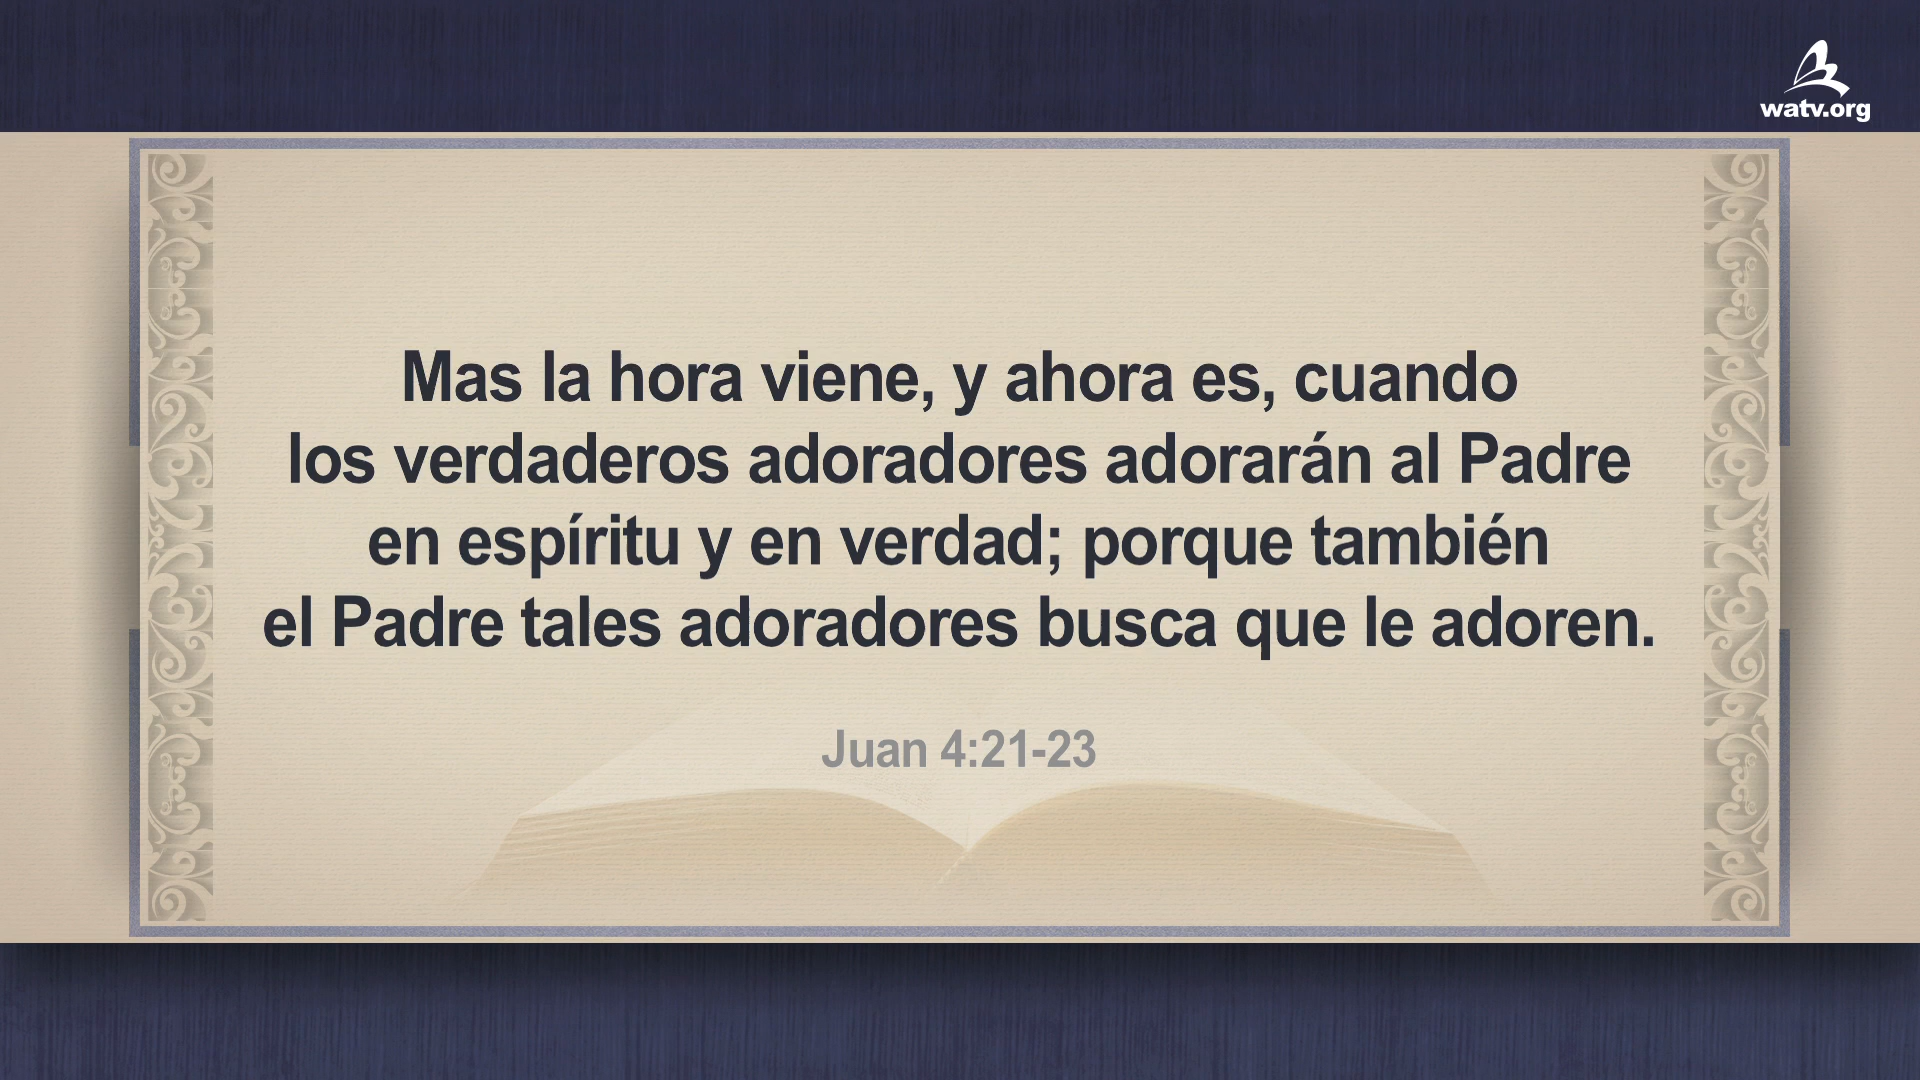 watv.org
Mas la hora viene, y ahora es, cuando
los verdaderos adoradores adorarán al Padre
en espíritu y en verdad; porque también
el Padre tales adoradores busca que le adoren.
Juan 4:21-23